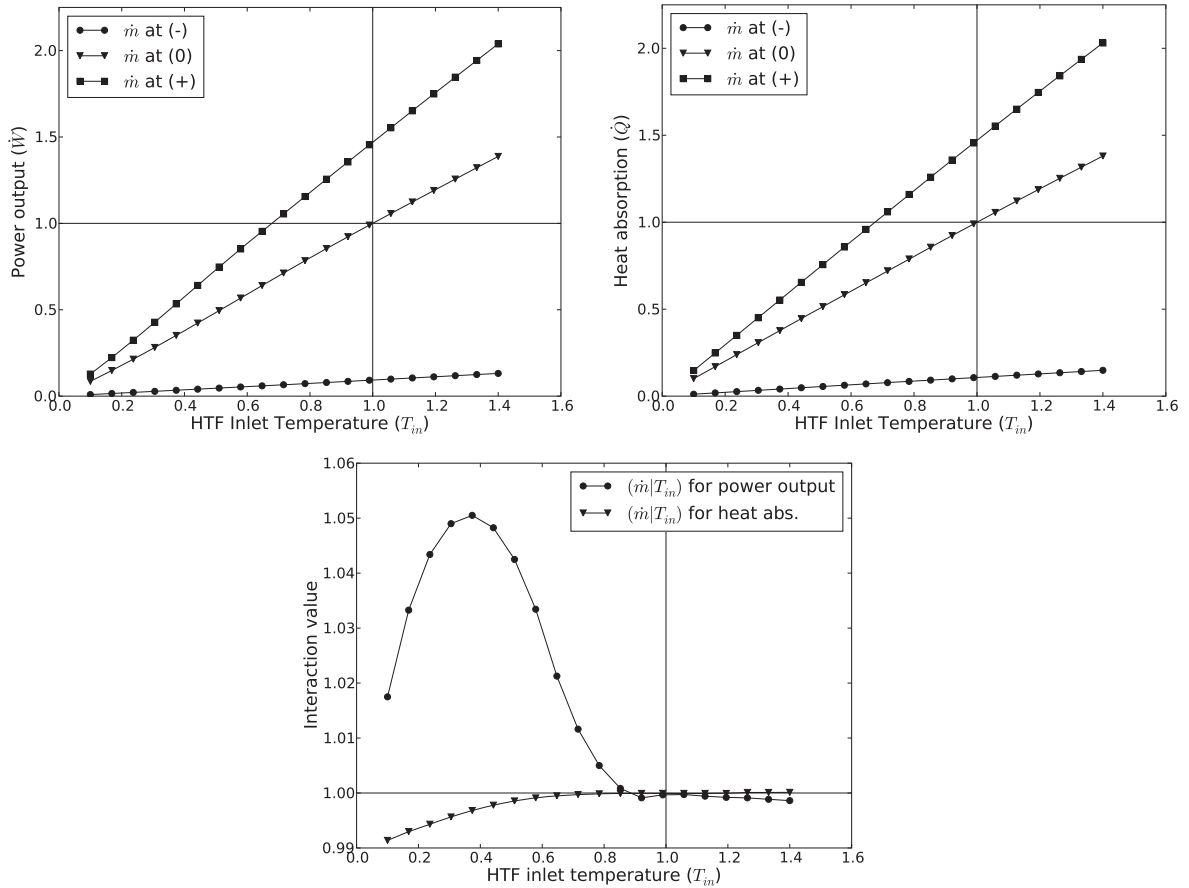 ṁ at (-)
ṁ at (0)
ṁ at (+)
Power output (Ẇ)
2.0
1.5
1.0
0.5
0.0
0.0 0.2 0.4 0.6 0.8 1.0 1.2 1.4 1.6
HTF Inlet Temperature (T_in)
ṁ at (-)
ṁ at (0)
ṁ at (+)
Heat absorption (Q̇)
2.0
1.5
1.0
0.5
0.0
0.0 0.2 0.4 0.6 0.8 1.0 1.2 1.4 1.6
HTF Inlet Temperature (T_in)
(ṁ|T_in) for power output
(ṁ|T_in) for heat abs.
Interaction value
1.06
1.05
1.04
1.03
1.02
1.01
1.00
0.99
0.0 0.2 0.4 0.6 0.8 1.0 1.2 1.4 1.6
HTF inlet temperature (T_in)